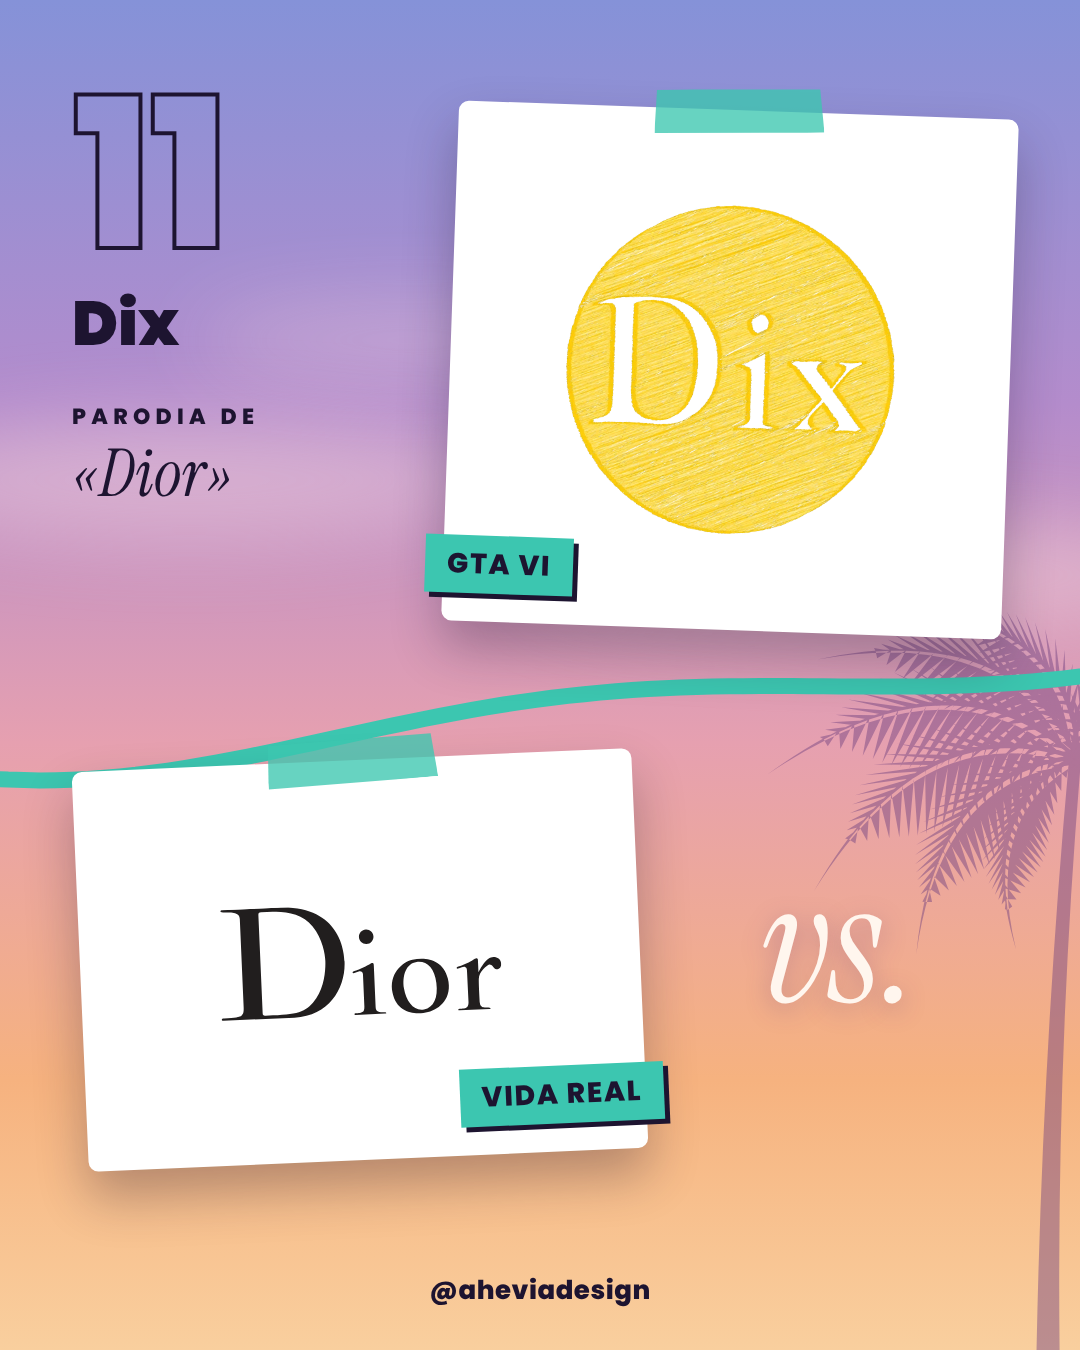 11
Dix
PARODIA DE
«Dior»
Dix
GTA VI
Dior
VIDA REAL
vs.
@aheviadesign